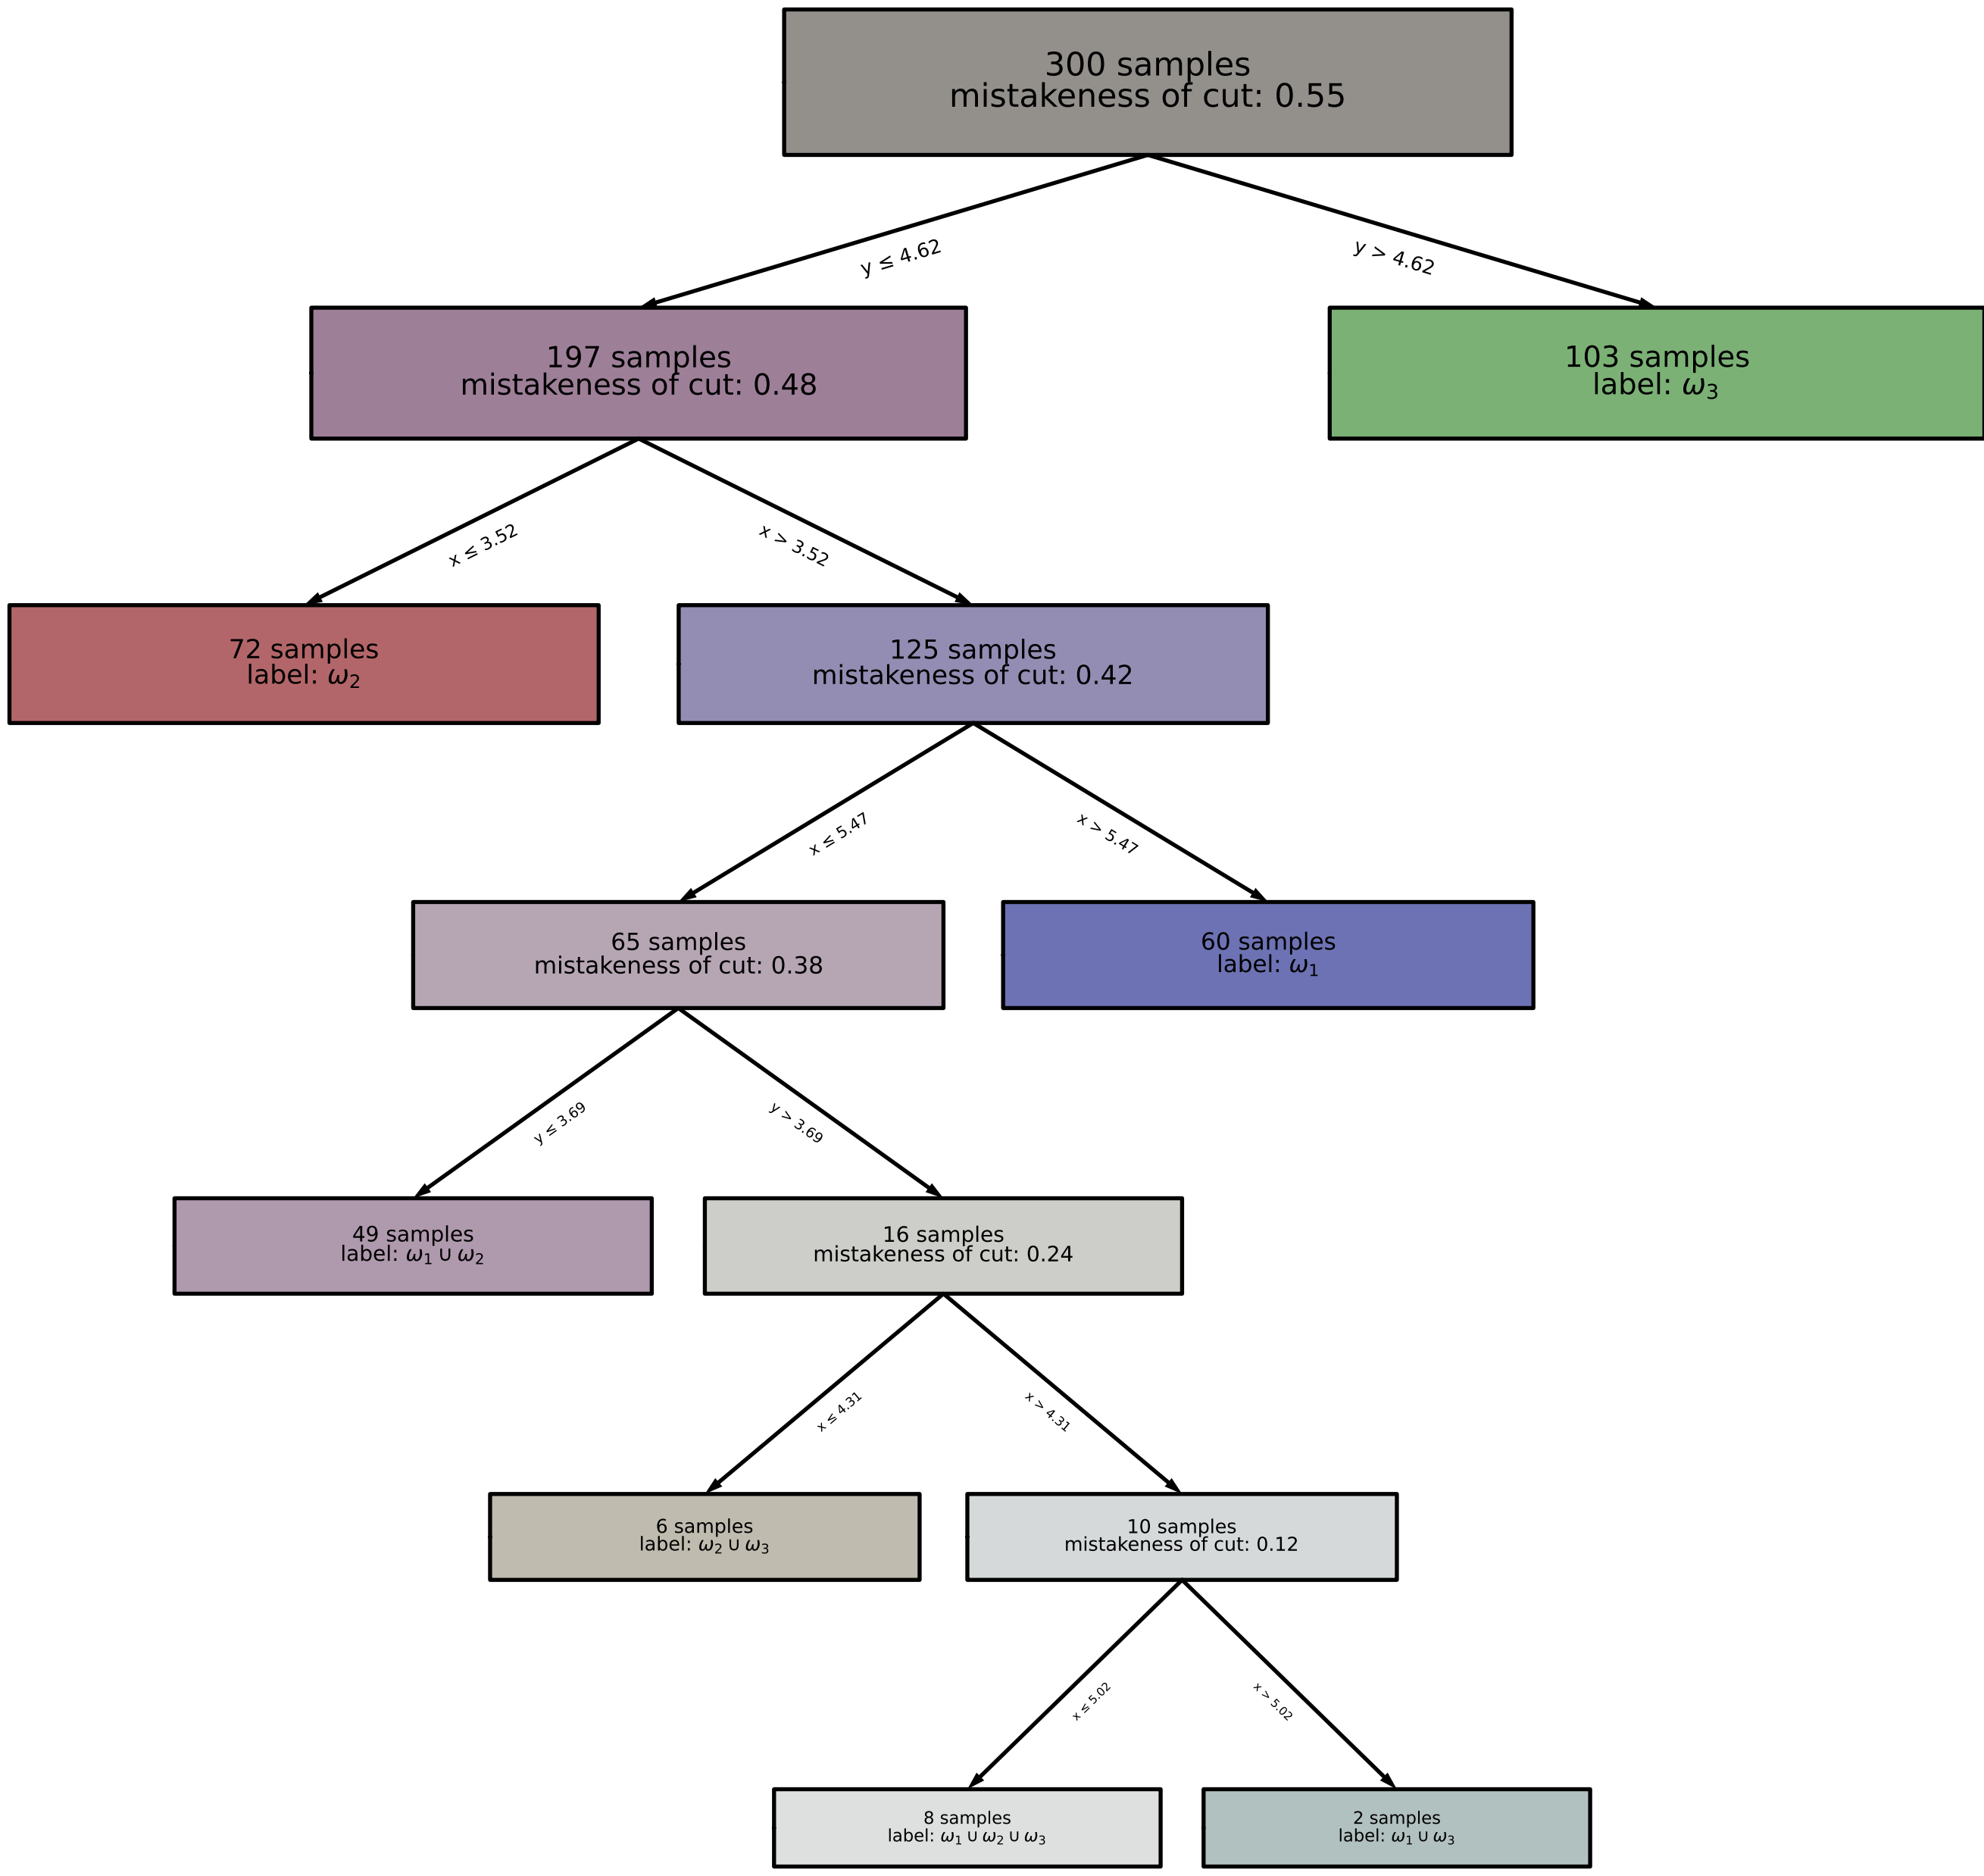 300 samples
mistakeness of cut: 0.55
y ≤ 4.62
y > 4.62
197 samples
mistakeness of cut: 0.48
103 samples
label: ω₃
x ≤ 3.52
x > 3.52
72 samples
label: ω₂
125 samples
mistakeness of cut: 0.42
x ≤ 5.47
x > 5.47
65 samples
mistakeness of cut: 0.38
60 samples
label: ω₁
y ≤ 3.69
y > 3.69
49 samples
label: ω₁ ∪ ω₂
16 samples
mistakeness of cut: 0.24
x ≤ 4.31
x > 4.31
6 samples
label: ω₂ ∪ ω₃
10 samples
mistakeness of cut: 0.12
x ≤ 5.02
x > 5.02
8 samples
label: ω₁ ∪ ω₂ ∪ ω₃
2 samples
label: ω₁ ∪ ω₃